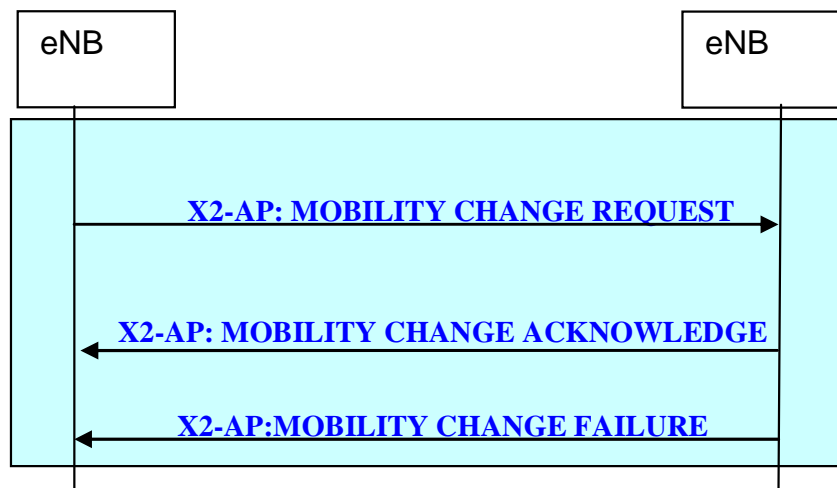 eNB
eNB
X2-AP: MOBILITY CHANGE REQUEST
X2-AP: MOBILITY CHANGE ACKNOWLEDGE
X2-AP:MOBILITY CHANGE FAILURE